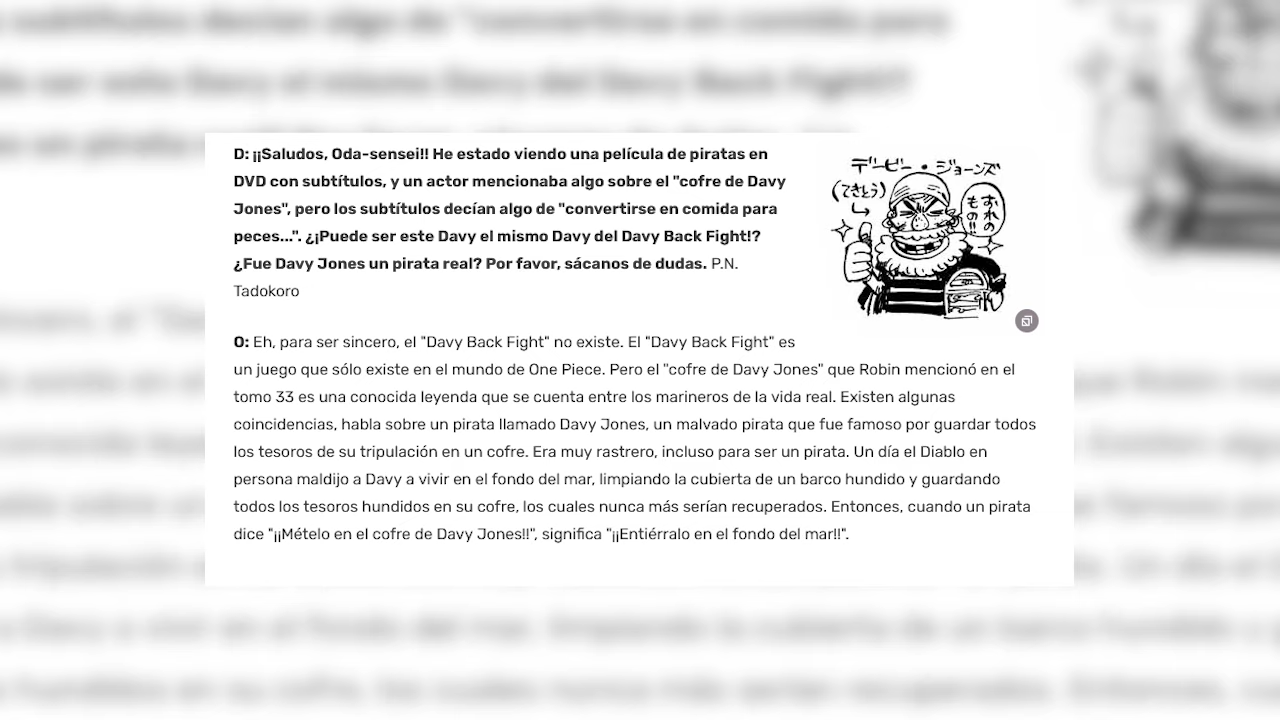 D: ¡¡Saludos, Oda-sensei!! He estado viendo una película de piratas en
DVD con subtítulos, y un actor mencionaba algo sobre el "cofre de Davy
Jones", pero los subtítulos decían algo de "convertirse en comida para
peces...". ¿¡Puede ser este Davy el mismo Davy del Davy Back Fight!?
¿Fue Davy Jones un pirata real? Por favor, sácanos de dudas. P.N.
Tadokoro
デービー・ジョーンズ
(てきとう)
おれの
もの!!
O: Eh, para ser sincero, el "Davy Back Fight" no existe. El "Davy Back Fight" es
un juego que sólo existe en el mundo de One Piece. Pero el "cofre de Davy Jones" que Robin mencionó en el
tomo 33 es una conocida leyenda que se cuenta entre los marineros de la vida real. Existen algunas
coincidencias, habla sobre un pirata llamado Davy Jones, un malvado pirata que fue famoso por guardar todos
los tesoros de su tripulación en un cofre. Era muy rastrero, incluso para ser un pirata. Un día el Diablo en
persona maldijo a Davy a vivir en el fondo del mar, limpiando la cubierta de un barco hundido y guardando
todos los tesoros hundidos en su cofre, los cuales nunca más serían recuperados. Entonces, cuando un pirata
dice "¡¡Mételo en el cofre de Davy Jones!!", significa "¡¡Entiérralo en el fondo del mar!!".